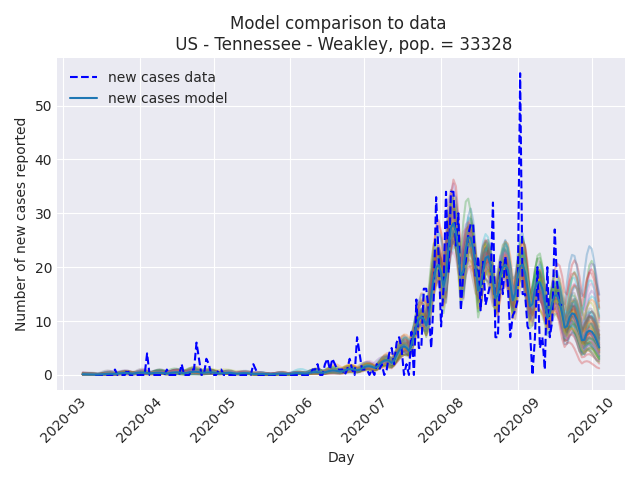 Model comparison to data
US - Tennessee - Weakley, pop. = 33328
new cases data
new cases model
Number of new cases reported
50
40
30
20
10
0
2020-03
2020-04
2020-05
2020-06
2020-07
2020-08
2020-09
2020-10
Day